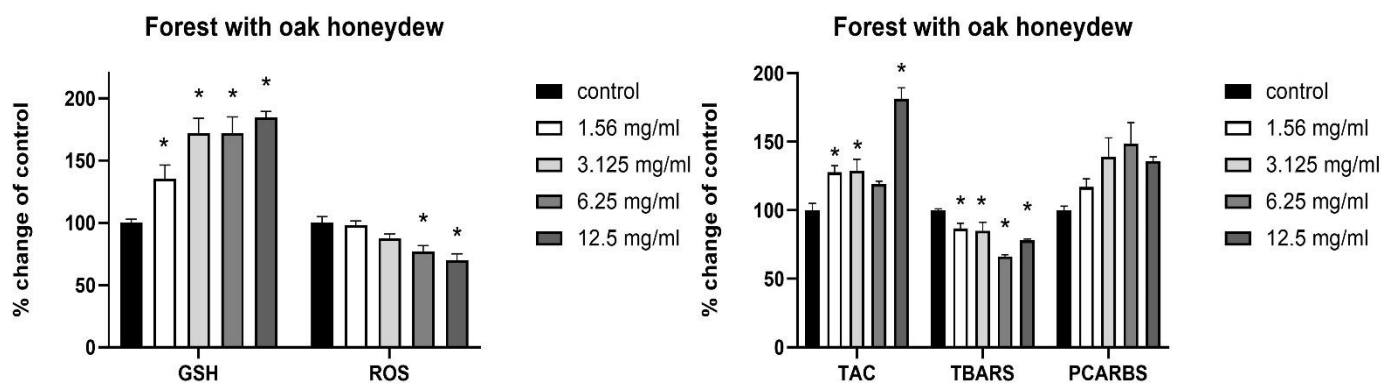 Forest with oak honeydew
% change of control
200
150
100
50
0
* * * *
* *
GSH ROS
control
1.56 mg/ml
3.125 mg/ml
6.25 mg/ml
12.5 mg/ml
Forest with oak honeydew
% change of control
200
150
100
50
0
* * *
* * * *
TAC TBARS PCARBS
control
1.56 mg/ml
3.125 mg/ml
6.25 mg/ml
12.5 mg/ml